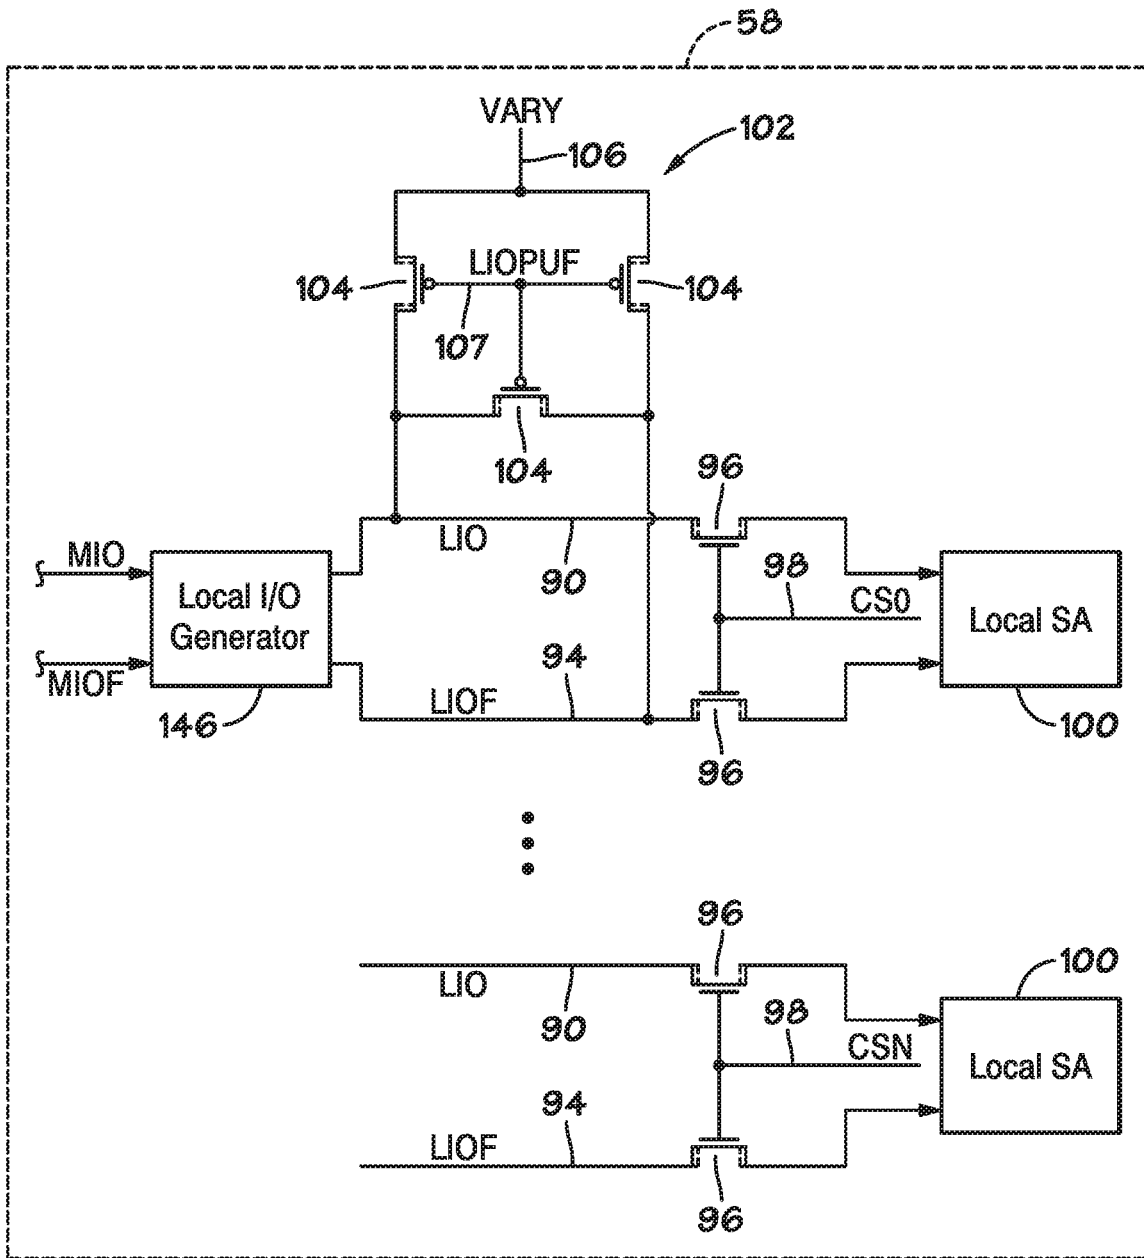 58
VARY
106
102
LIOPUF
104
104
107
104
96
LIO
MIO
90
98
CS0
Local I/O
Generator
Local SA
94
MIOF
LIOF
146
100
96
96
LIO
100
90
98
CSN
Local SA
94
LIOF
96